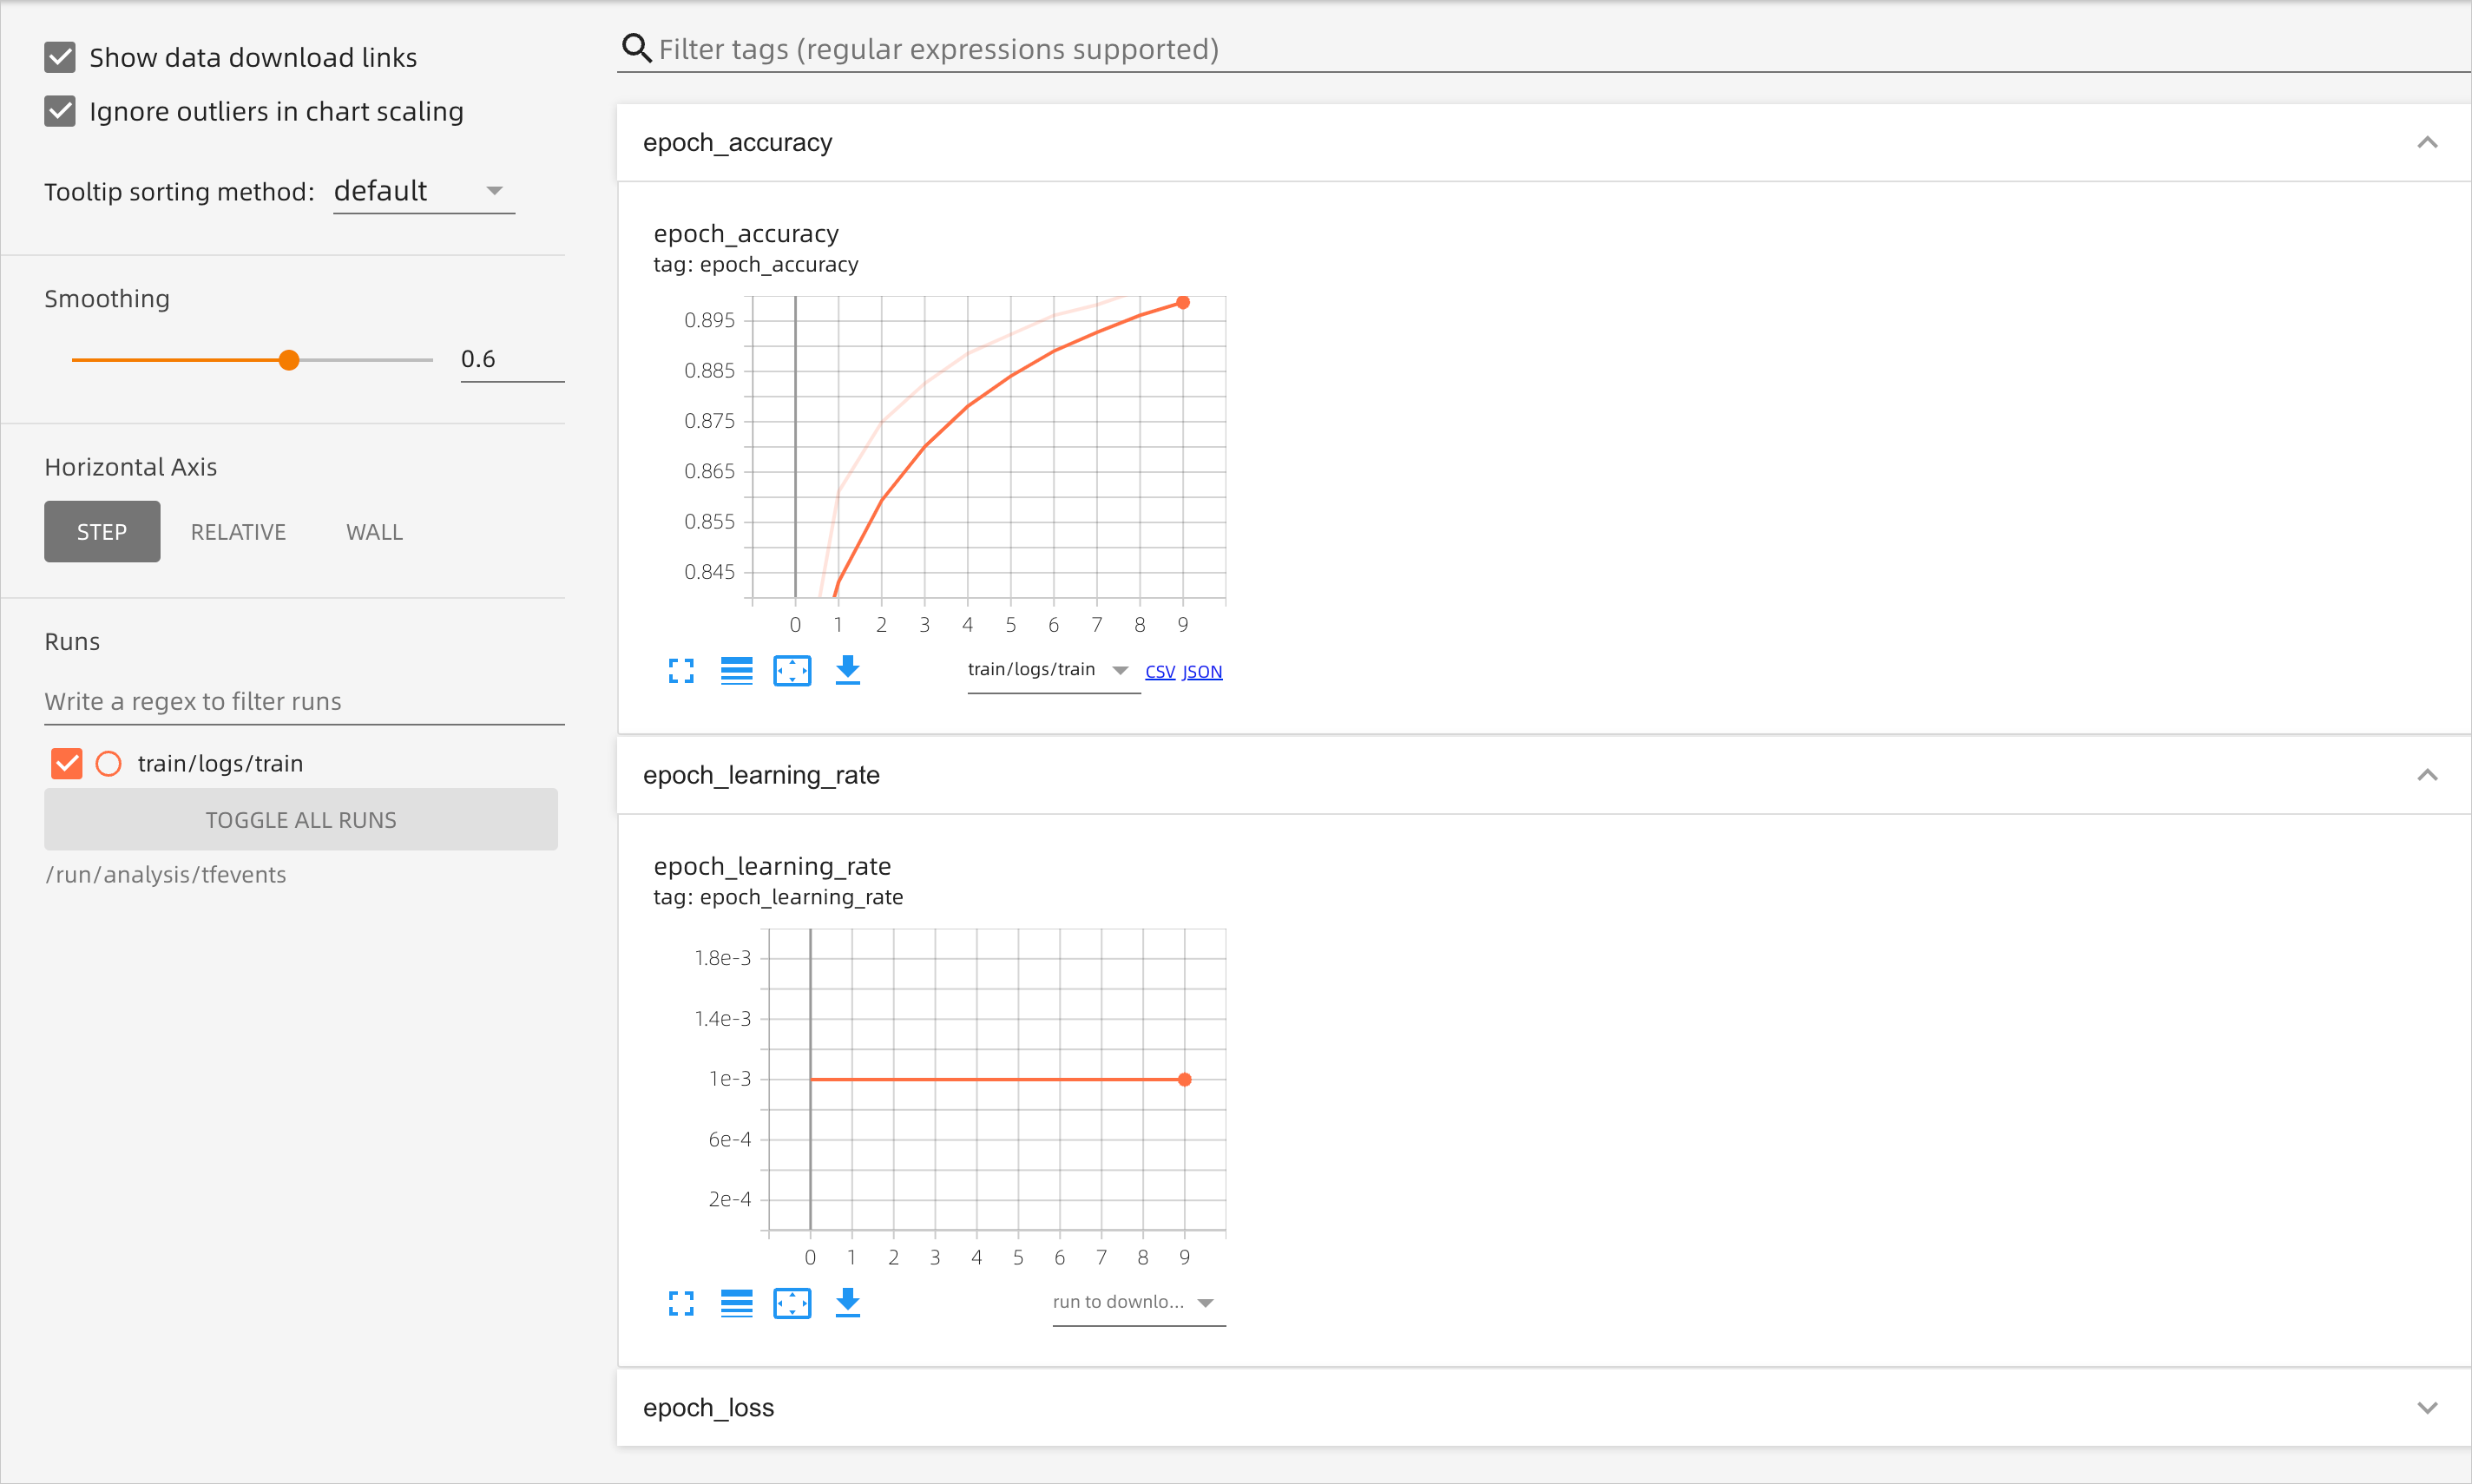 Show data download links
Ignore outliers in chart scaling
Tooltip sorting method: default
Smoothing
0.6
Horizontal Axis
STEP RELATIVE WALL
Runs
Write a regex to filter runs
train/logs/train
TOGGLE ALL RUNS
/run/analysis/tfevents
Filter tags (regular expressions supported)
epoch_accuracy
epoch_accuracy
tag: epoch_accuracy
0.895
0.885
0.875
0.865
0.855
0.845
0 1 2 3 4 5 6 7 8 9
train/logs/train CSV JSON
epoch_learning_rate
epoch_learning_rate
tag: epoch_learning_rate
1.8e-3
1.4e-3
1e-3
6e-4
2e-4
0 1 2 3 4 5 6 7 8 9
run to downlo...
epoch_loss